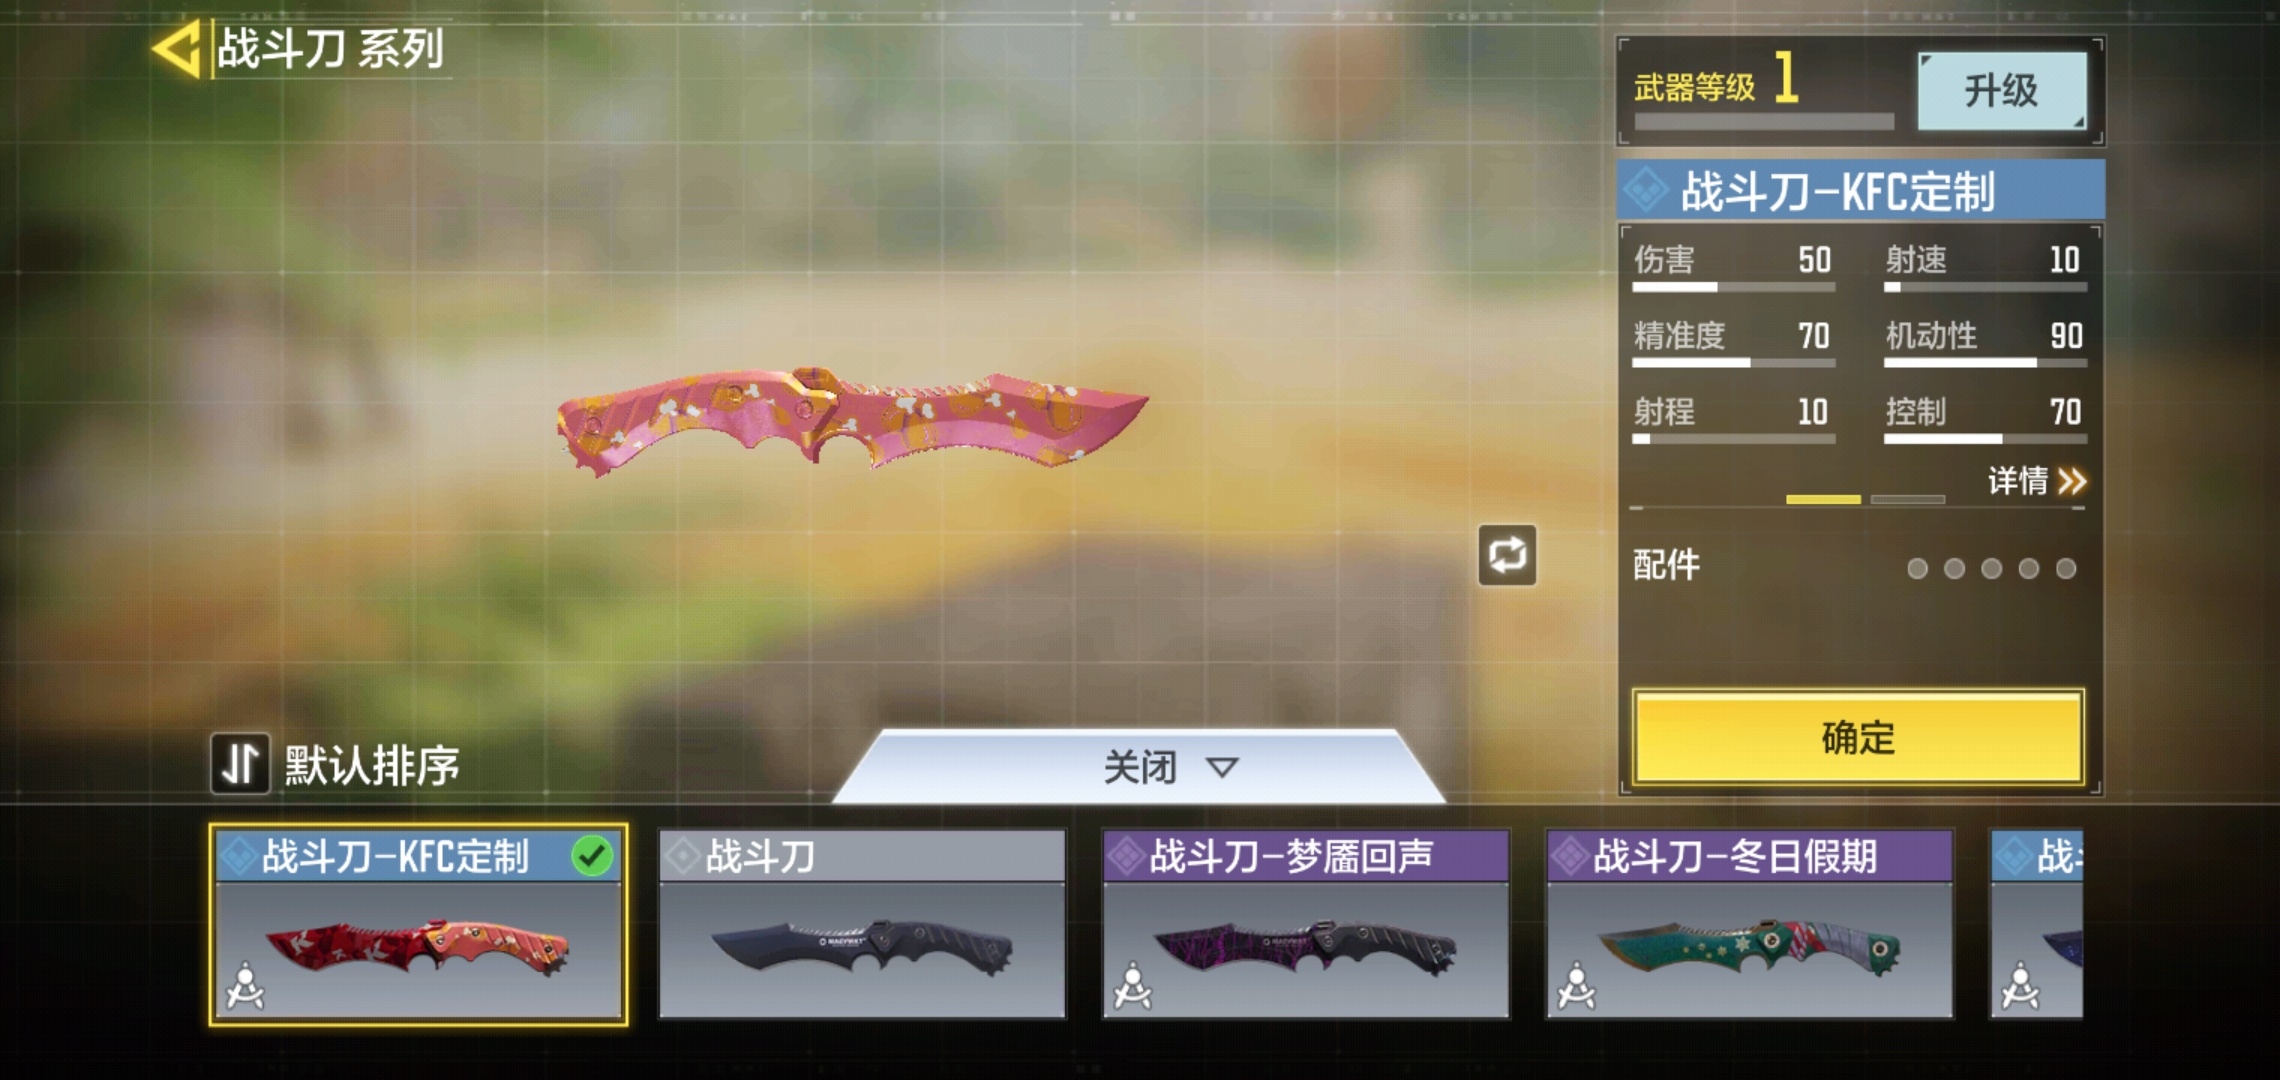 战斗刀 系列
武器等级 1
升级
战斗刀-KFC定制
伤害 50 射速 10
精准度 70 机动性 90
射程 10 控制 70
详情
配件
确定
默认排序
关闭
战斗刀-KFC定制
战斗刀
战斗刀-梦魇回声
战斗刀-冬日假期
战